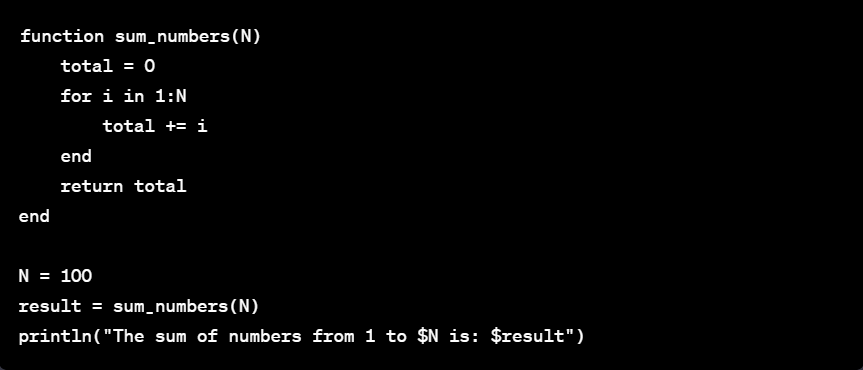 function sum_numbers(N)
    total = 0
    for i in 1:N
        total += i
    end
    return total
end

N = 100
result = sum_numbers(N)
println("The sum of numbers from 1 to $N is: $result")